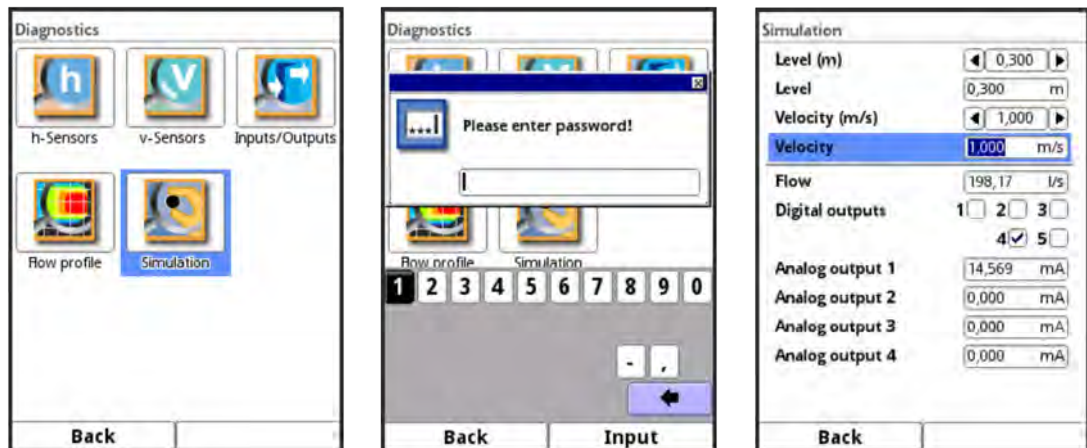 Diagnostics
h
V
h-Sensors v-Sensors Inputs/Outputs
Flow profile Simulation
Back
Diagnostics
...I Please enter password!
Flow profile Simulation
1 2 3 4 5 6 7 8 9 0
- ,
Back Input
Simulation
Level (m) 0,300
Level 0,300 m
Velocity (m/s) 1,000
Velocity 1,000 m/s
Flow 198,17 l/s
Digital outputs 1 2 3
4 5
Analog output 1 14,569 mA
Analog output 2 0,000 mA
Analog output 3 0,000 mA
Analog output 4 0,000 mA
Back